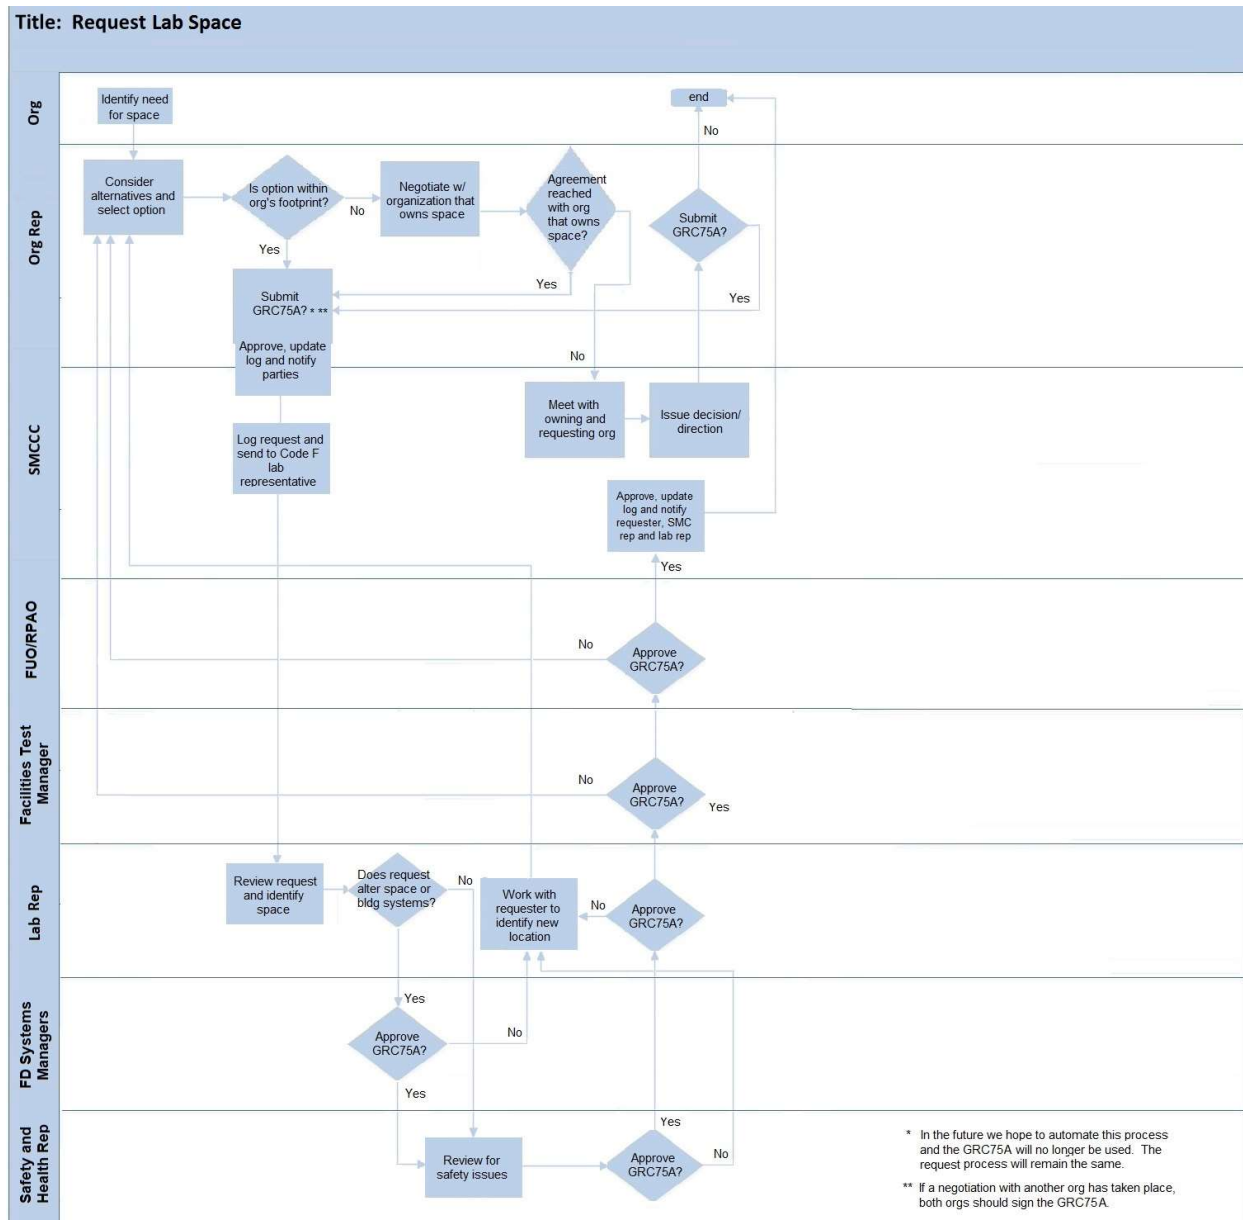 Title: Request Lab Space
Org
Identify need
for space
end
No
Org Rep
Consider
alternatives and
select option
Is option within
org's footprint?
No
Negotiate w/
organization that
owns space
Agreement
reached
with org
that owns
space?
Submit
GRC75A?
Yes
Yes
Yes
Submit
GRC75A? * **
Approve, update
log and notify
parties
No
SMCCC
Meet with
owning and
requesting org
Issue decision/
direction
Log request and
send to Code F
lab
representative
Approve, update
log and notify
requester, SMC
rep and lab rep
Yes
FUO/RPAO
No
Approve
GRC75A?
Facilities Test
Manager
No
Approve
GRC75A?
Yes
Lab Rep
Review request
and identify
space
Does request
alter space or
bldg systems?
No
Work with
requester to
identify new
location
No
Approve
GRC75A?
FD Systems
Managers
Yes
Approve
GRC75A?
No
Yes
Safety and
Health Rep
Review for
safety issues
Yes
Approve
GRC75A?
No
* In the future we hope to automate this process
and the GRC75A will no longer be used. The
request process will remain the same.
** If a negotiation with another org has taken place,
both orgs should sign the GRC75A.